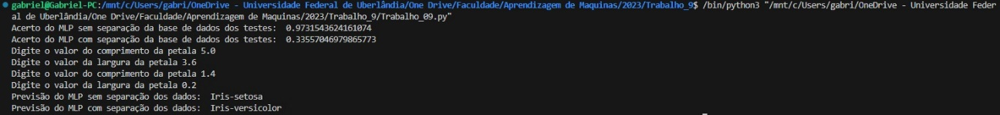 gabriel@Gabriel-PC:/mnt/c/Users/gabri/OneDrive - Universidade Federal de Uberlândia/One Drive/Faculdade/Aprendizagem de Maquinas/2023/Trabalho_9$ /bin/python3 "/mnt/c/Users/gabri/OneDrive - Universidade Feder
al de Uberlândia/One Drive/Faculdade/Aprendizagem de Maquinas/2023/Trabalho_9/Trabalho_09.py"
Acerto do MLP sem separação da base de dados dos testes:  0.9731543624161074
Acerto do MLP com separação da base de dados dos testes:  0.33557046979865773
Digite o valor do comprimento da petala 5.0
Digite o valor da largura da petala 3.6
Digite o valor do comprimento da petala 1.4
Digite o valor da largura da petala 0.2
Previsão do MLP sem separação dos dados:  Iris-setosa
Previsão do MLP com separação dos dados:  Iris-versicolor